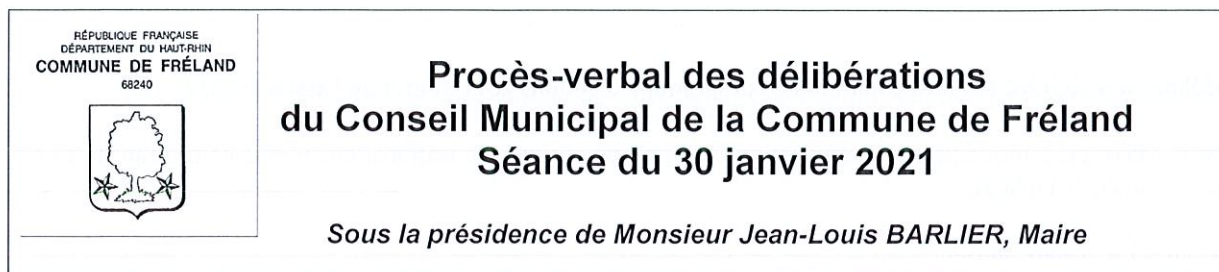 RÉPUBLIQUE FRANÇAISE
DÉPARTEMENT DU HAUT-RHIN
COMMUNE DE FRÉLAND
68240
Procès-verbal des délibérations
du Conseil Municipal de la Commune de Fréland
Séance du 30 janvier 2021
Sous la présidence de Monsieur Jean-Louis BARLIER, Maire